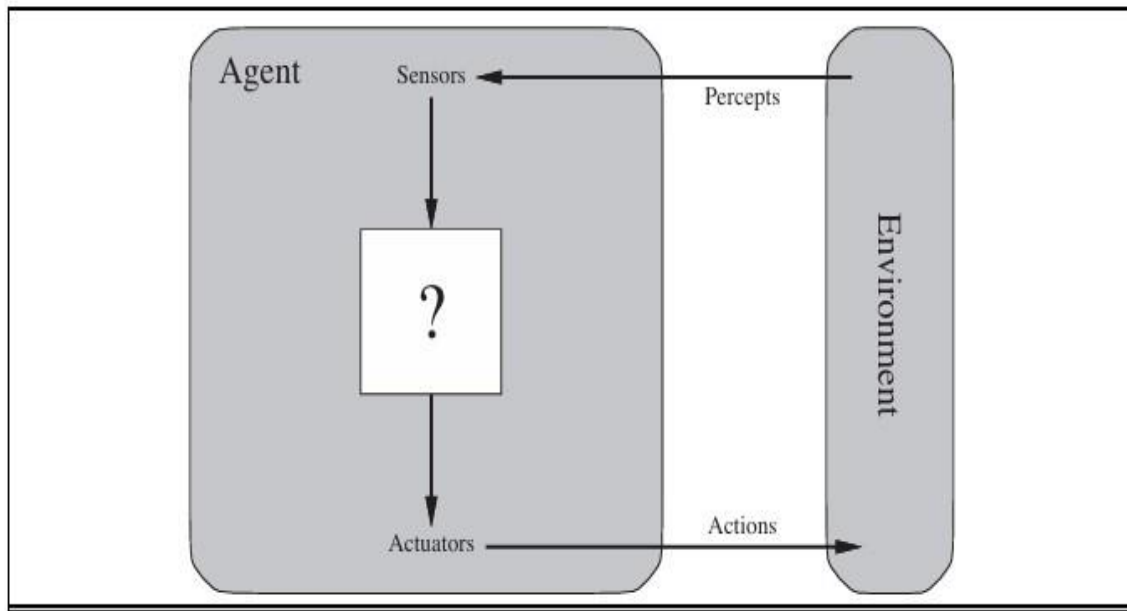 Agent
Sensors
Percepts
?
Environment
Actions
Actuators